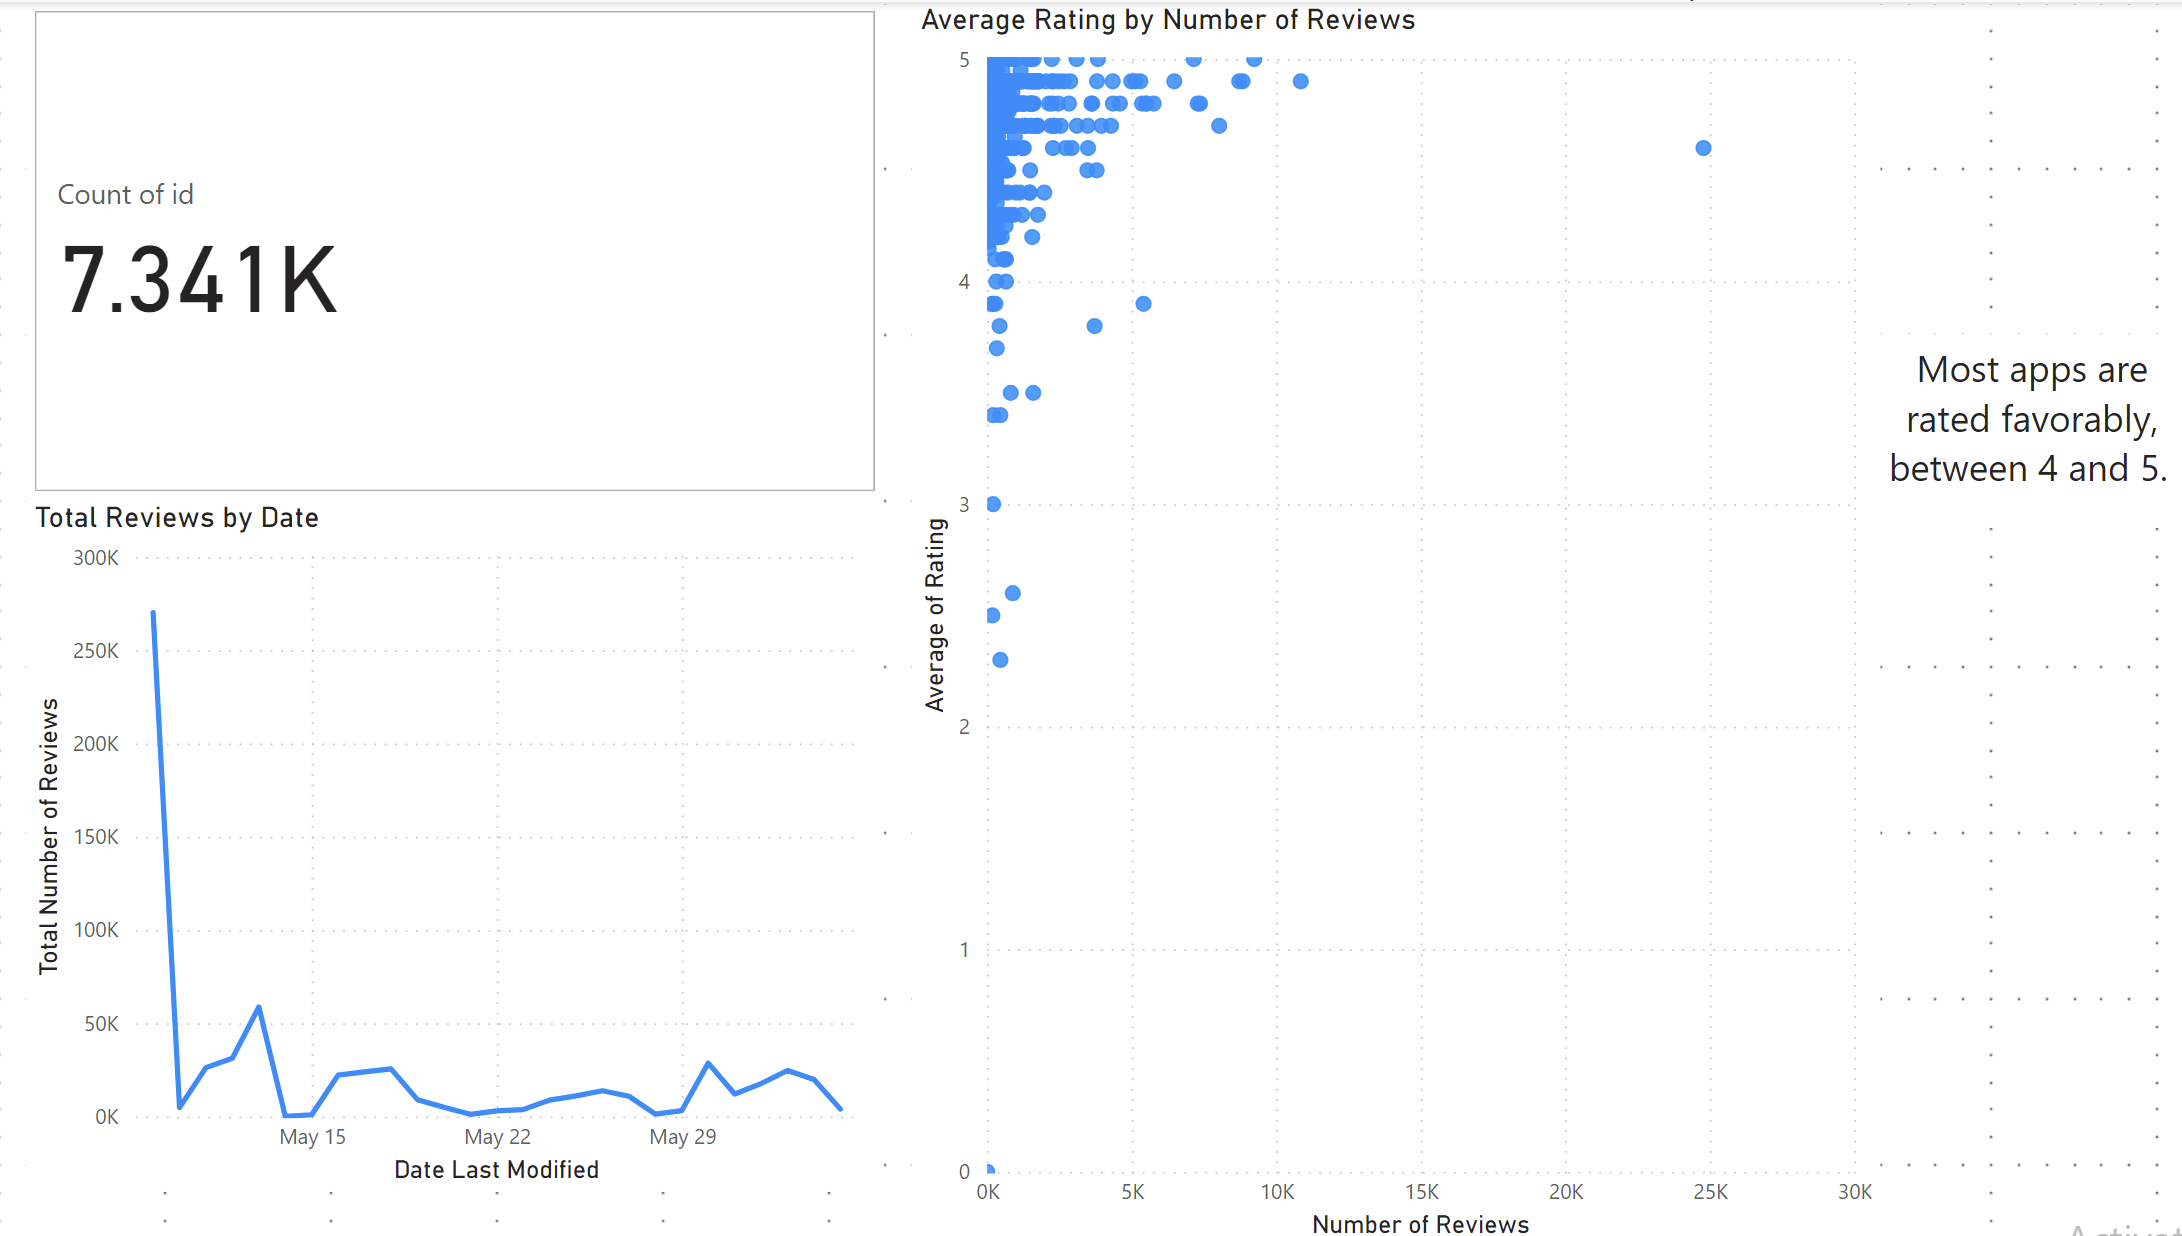 Count of id
7.341K
Total Reviews by Date
300K
250K
200K
150K
100K
50K
0K
Total Number of Reviews
May 15
May 22
May 29
Date Last Modified
Average Rating by Number of Reviews
5
4
3
2
1
0
Average of Rating
0K
5K
10K
15K
20K
25K
30K
Number of Reviews
Most apps are
rated favorably,
between 4 and 5.